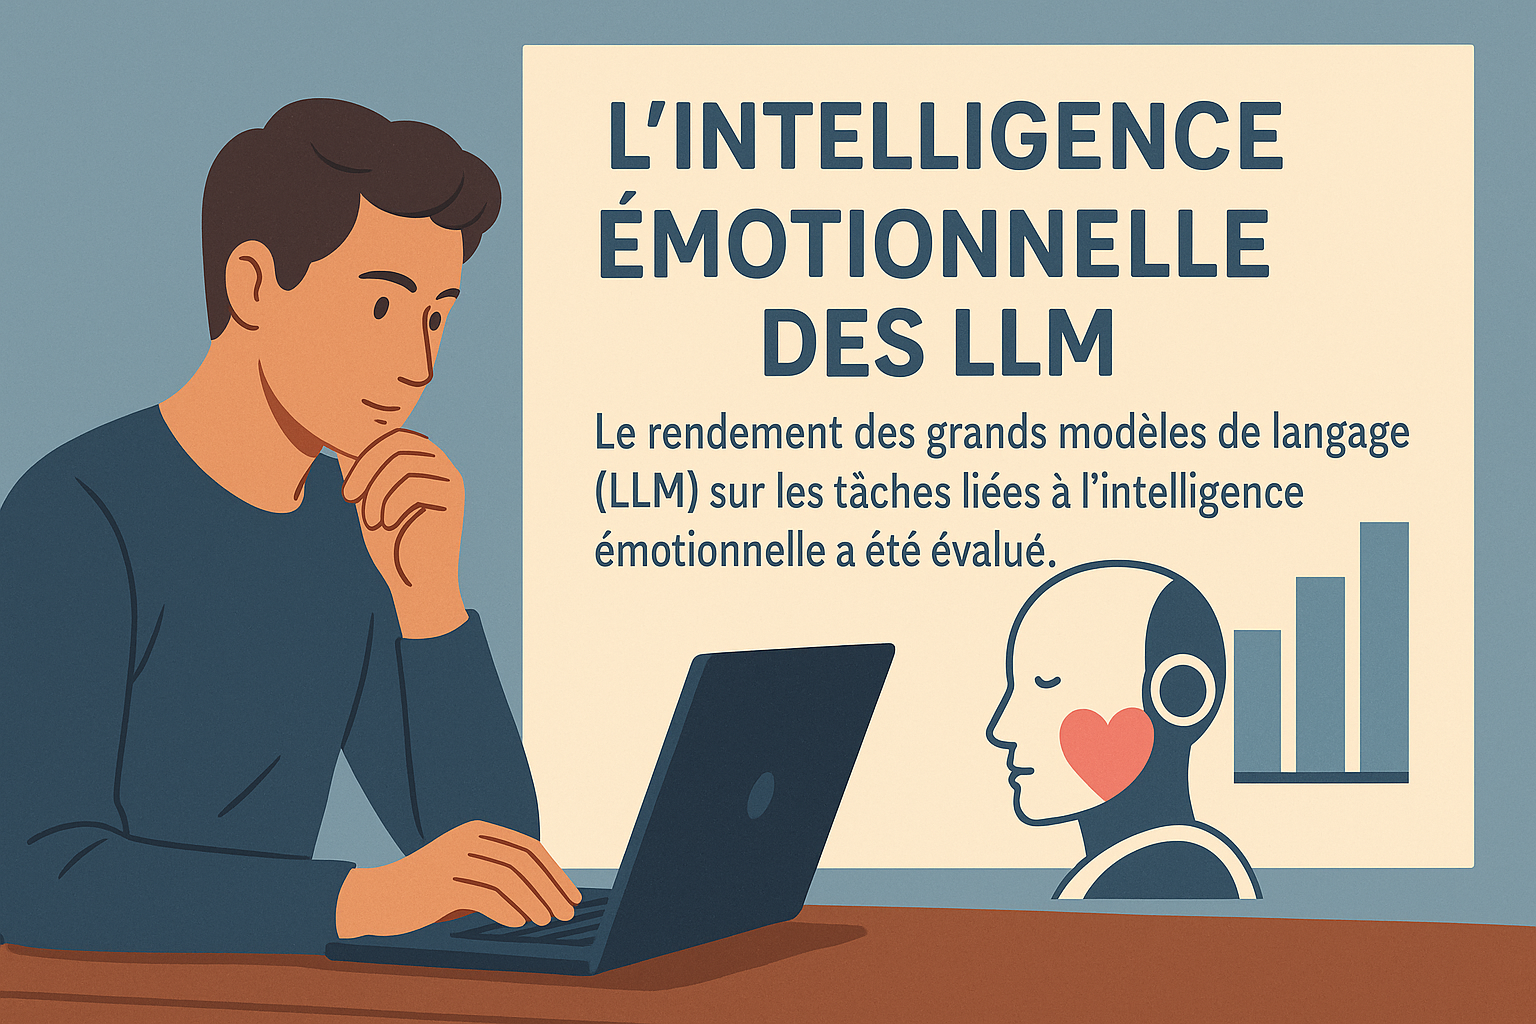 L'INTELLIGENCE
ÉMOTIONNELLE
DES LLM
Le rendement des grands modèles de langage
(LLM) sur les tâches liées à l'intelligence
émotionnelle a été évalué.